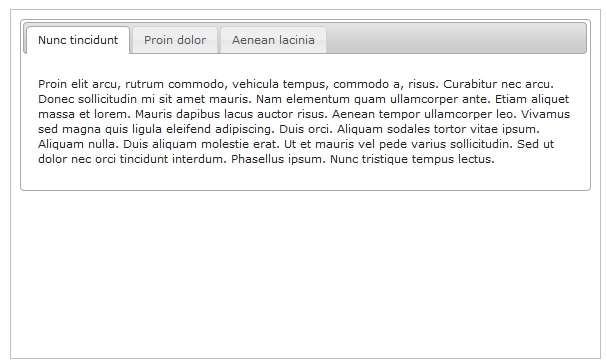 Nunc tincidunt Proin dolor Aenean lacinia
Proin elit arcu, rutrum commodo, vehicula tempus, commodo a, risus. Curabitur nec arcu.
Donec sollicitudin mi sit amet mauris. Nam elementum quam ullamcorper ante. Etiam aliquet
massa et lorem. Mauris dapibus lacus auctor risus. Aenean tempor ullamcorper leo. Vivamus
sed magna quis ligula eleifend adipiscing. Duis orci. Aliquam sodales tortor vitae ipsum.
Aliquam nulla. Duis aliquam molestie erat. Ut et mauris vel pede varius sollicitudin. Sed ut
dolor nec orci tincidunt interdum. Phasellus ipsum. Nunc tristique tempus lectus.